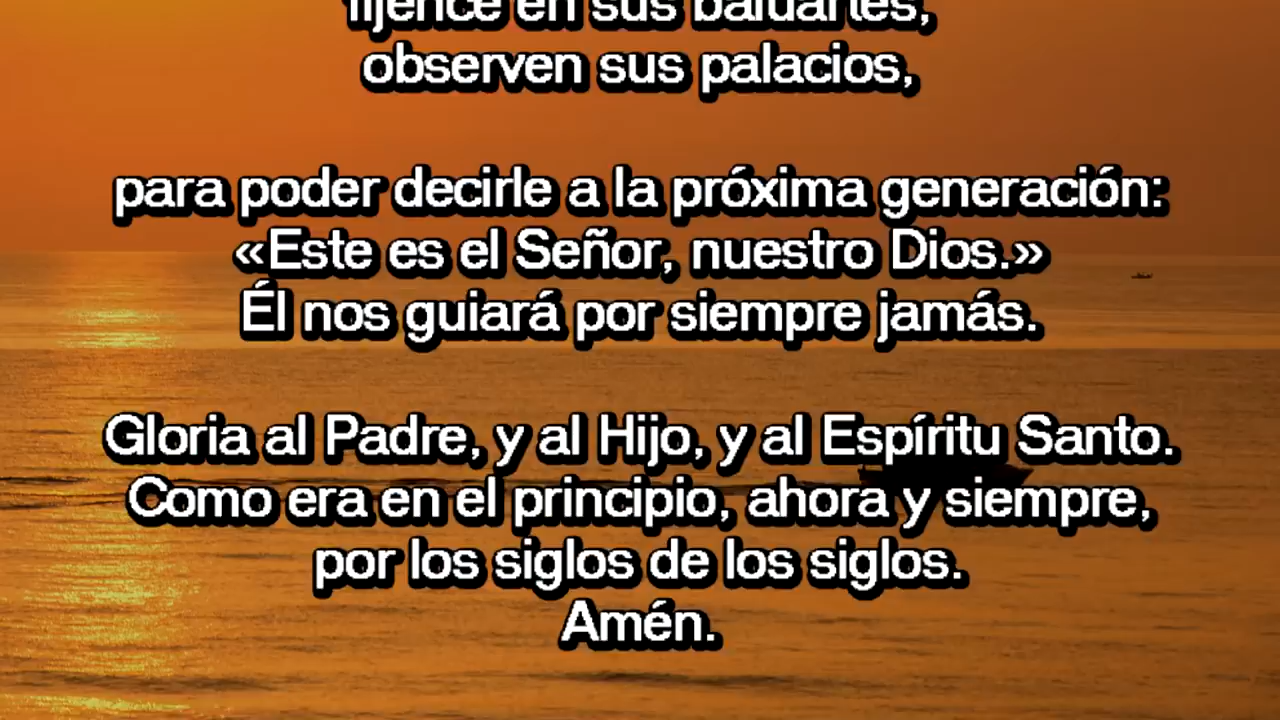 fíjence en sus baluartes,
observen sus palacios,
para poder decirle a la próxima generación:
«Este es el Señor, nuestro Dios.»
Él nos guiará por siempre jamás.
Gloria al Padre, y al Hijo, y al Espíritu Santo.
Como era en el principio, ahora y siempre,
por los siglos de los siglos.
Amén.